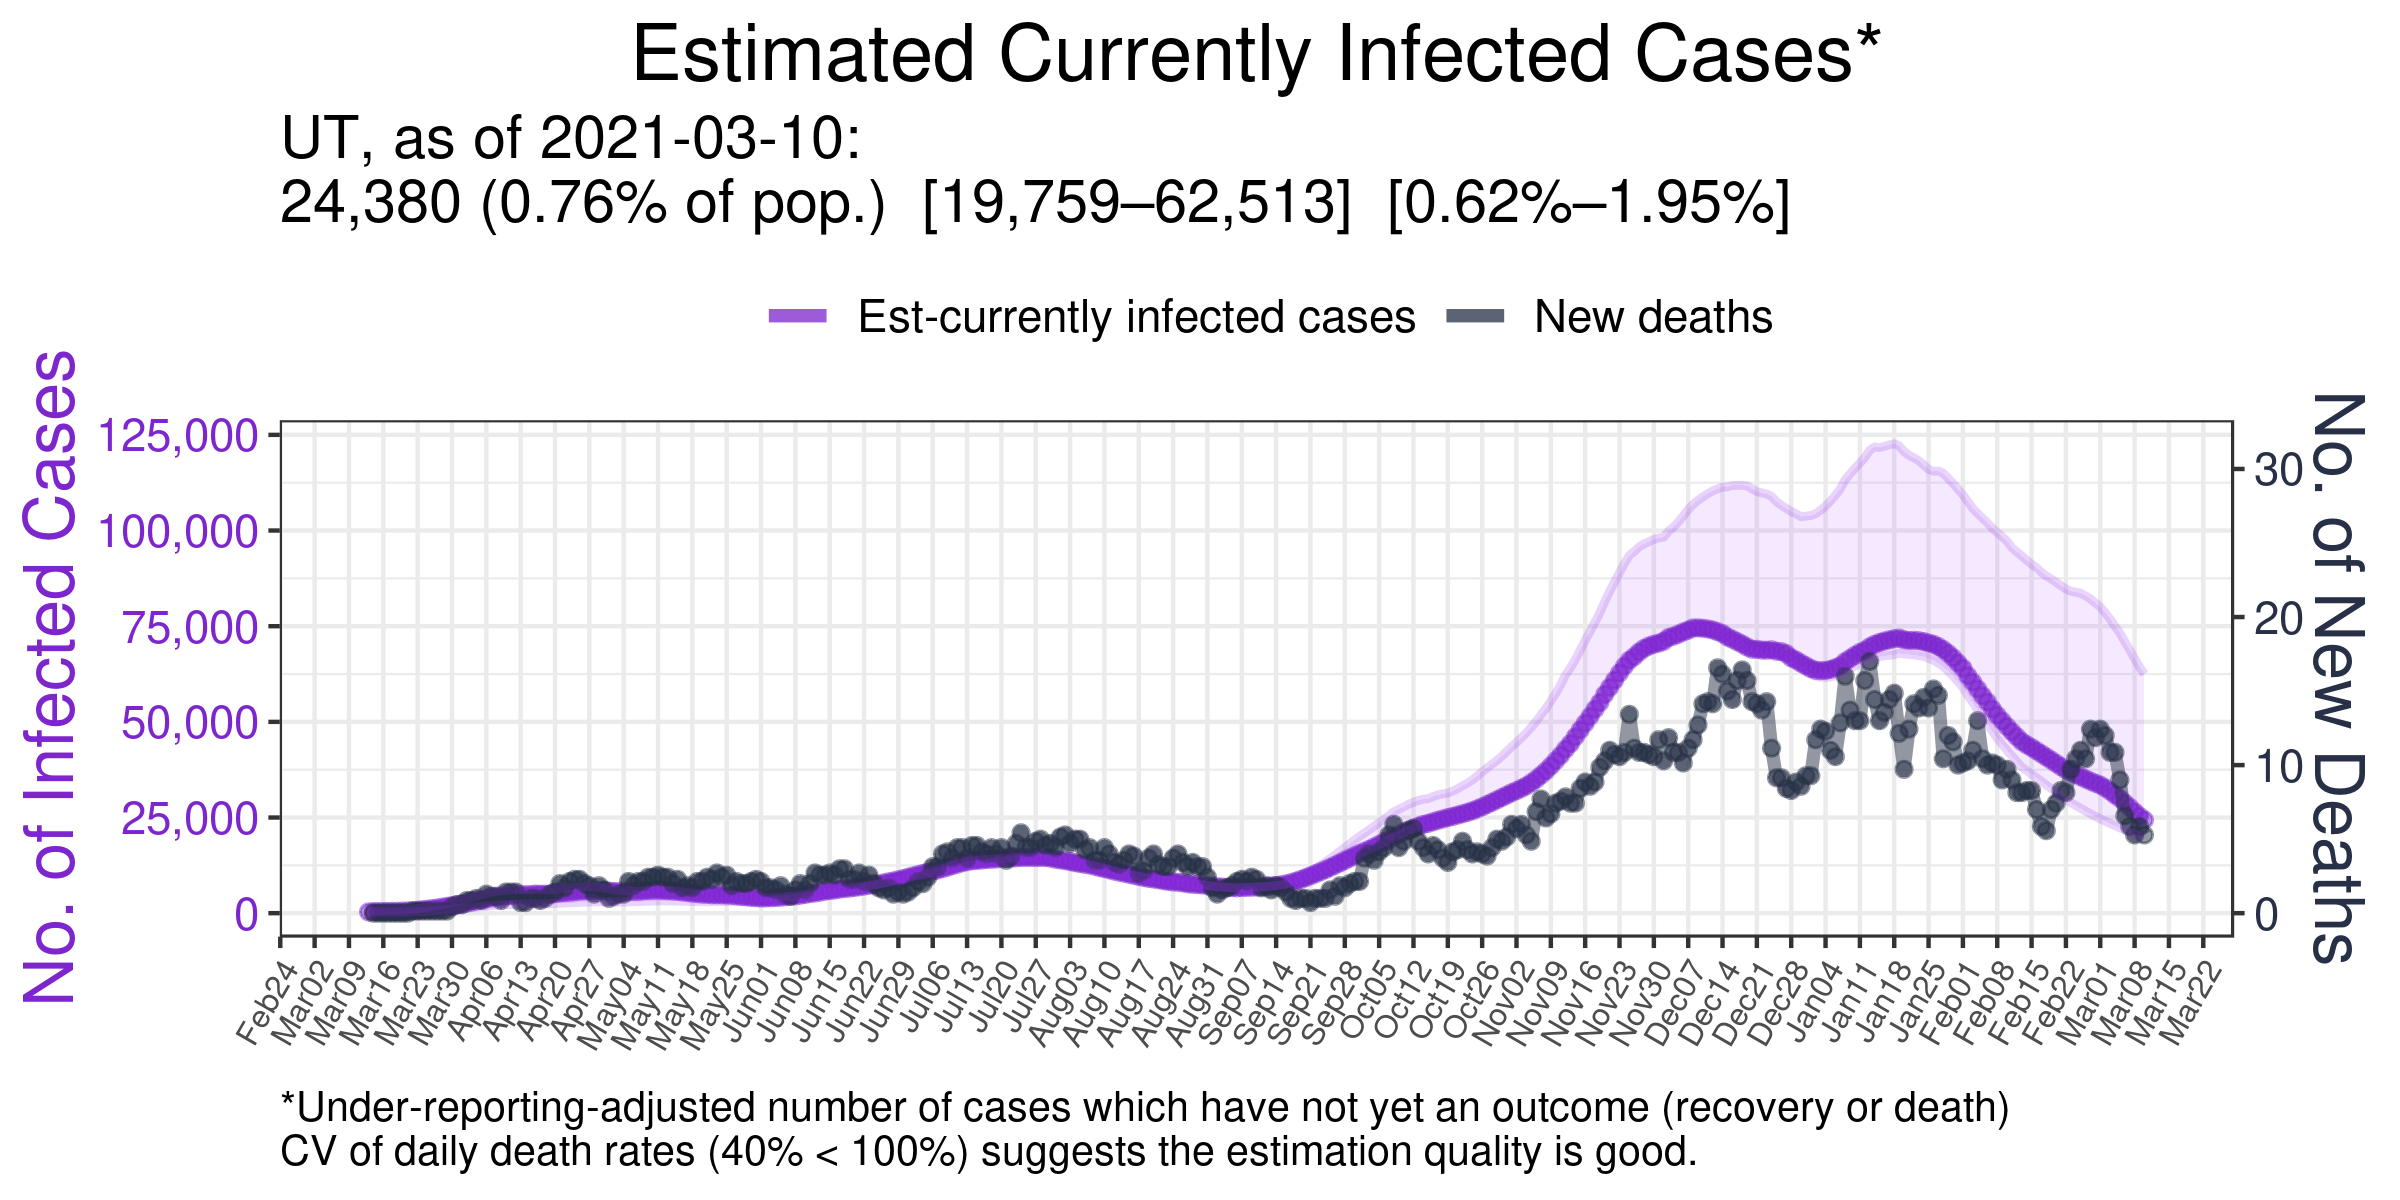 Estimated Currently Infected Cases*
UT, as of 2021-03-10:
24,380 (0.76% of pop.) [19,759–62,513] [0.62%–1.95%]
Est-currently infected cases
New deaths
No. of Infected Cases
125,000
100,000
75,000
50,000
25,000
0
30
20
10
0
No. of New Deaths
Feb24
Mar02
Mar09
Mar16
Mar23
Mar30
Apr06
Apr13
Apr20
Apr27
May04
May11
May18
May25
Jun01
Jun08
Jun15
Jun22
Jun29
Jul06
Jul13
Jul20
Jul27
Aug03
Aug10
Aug17
Aug24
Aug31
Sep07
Sep14
Sep21
Sep28
Oct05
Oct12
Oct19
Oct26
Nov02
Nov09
Nov16
Nov23
Nov30
Dec07
Dec14
Dec21
Dec28
Jan04
Jan11
Jan18
Jan25
Feb01
Feb08
Feb15
Feb22
Mar01
Mar08
Mar15
Mar22
*Under-reporting-adjusted number of cases which have not yet an outcome (recovery or death)
CV of daily death rates (40% < 100%) suggests the estimation quality is good.